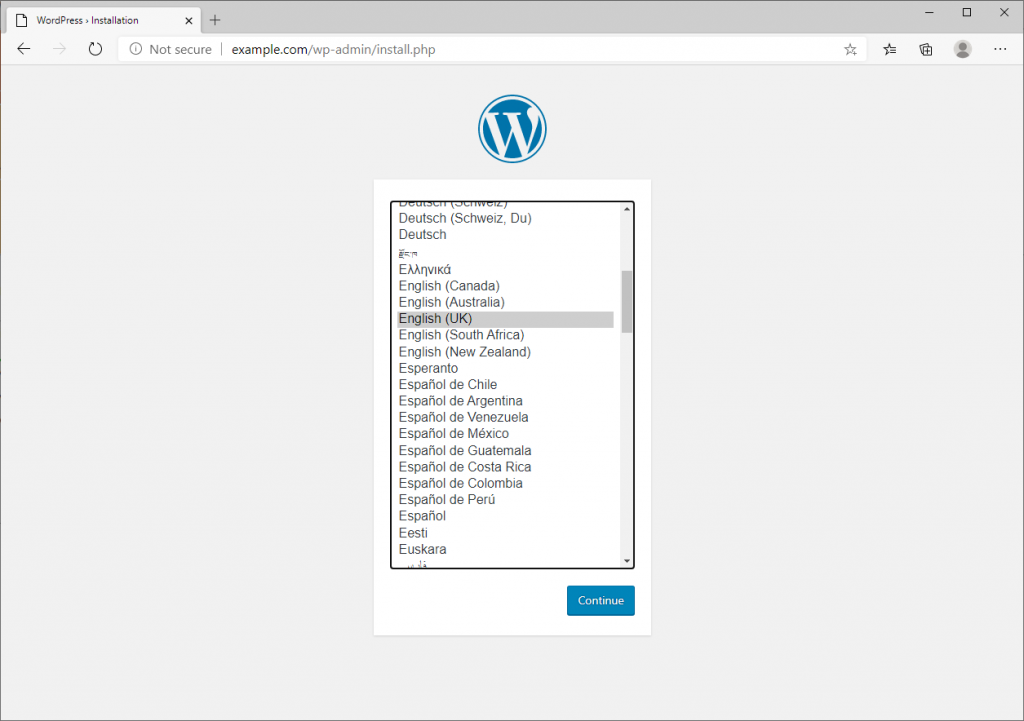 WordPress › Installation
Not secure | example.com/wp-admin/install.php
Deutsch (Schweiz)
Deutsch (Schweiz, Du)
Deutsch
རྫོང་ཁ
Ελληνικά
English (Canada)
English (Australia)
English (UK)
English (South Africa)
English (New Zealand)
Esperanto
Español de Chile
Español de Argentina
Español de Venezuela
Español de México
Español de Guatemala
Español de Costa Rica
Español de Colombia
Español de Perú
Español
Eesti
Euskara
Continue